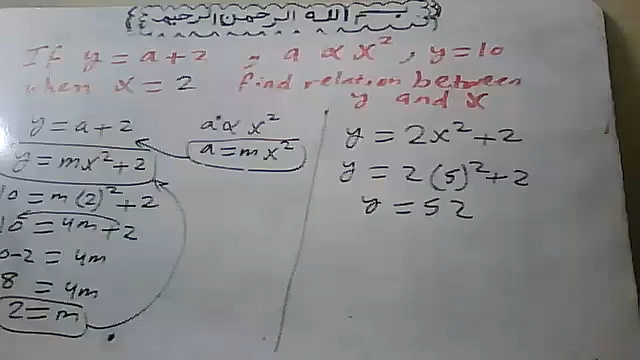 بسم الله الرحمن الرحيم
If y = a + 2 , a ∝ x², y = 10
when x = 2 find relation between
y and x
y = a + 2
a ∝ x²
a = mx²
y = mx² + 2
10 = m(2)² + 2
10 = 4m + 2
0 - 2 = 4m
8 = 4m
2 = m
y = 2x² + 2
y = 2(5)² + 2
y = 52